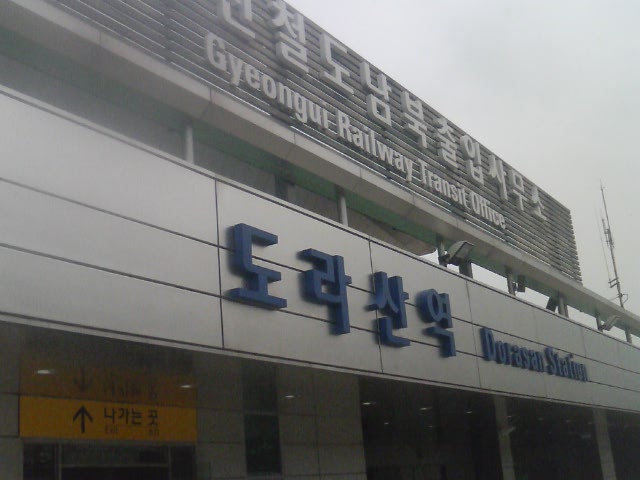 선철도남북출입사무소
Gyeongui Railway Transit Office
도라산역 Dorasan Station
나가는 곳